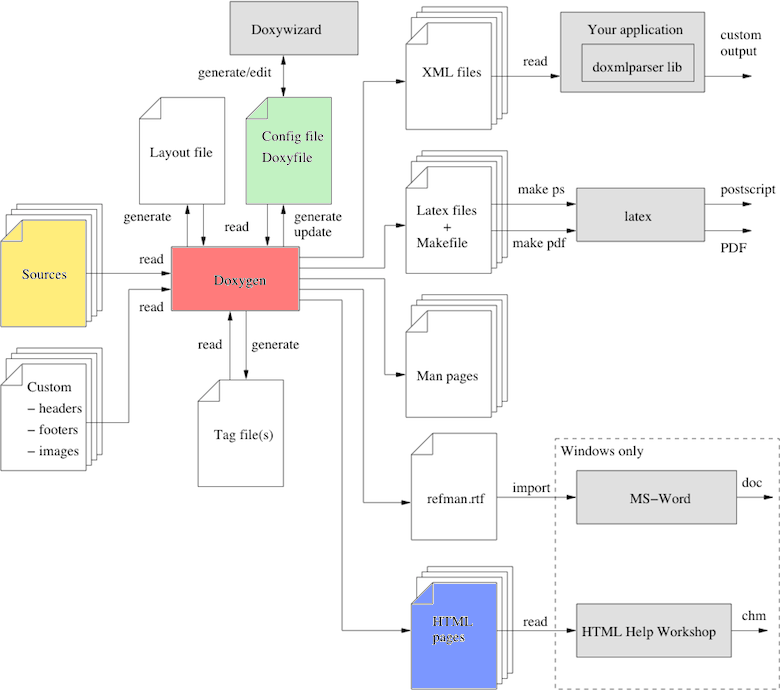 Doxywizard
generate/edit
Layout file
Config file
Doxyfile
generate
read
generate
update
Sources
read
Doxygen
read
Custom
− headers
− footers
− images
read
generate
Tag file(s)
XML files
read
Your application
doxmlparser lib
custom
output
Latex files
+
Makefile
make ps
make pdf
latex
postscript
PDF
Man pages
refman.rtf
import
Windows only
MS−Word
doc
HTML
pages
read
HTML Help Workshop
chm